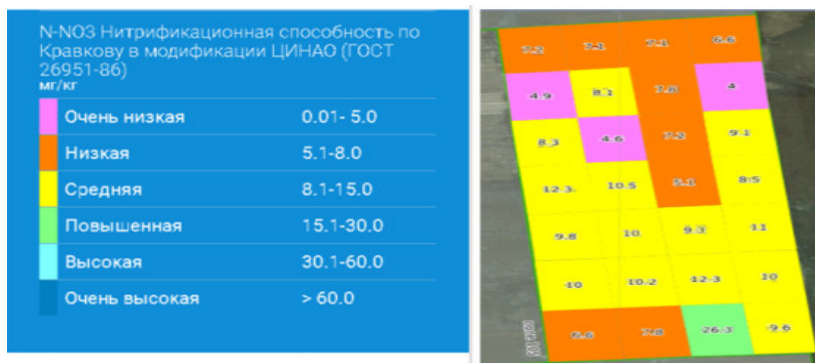 N-NO3 Нитрификационная способность по
Кравкову в модификации ЦИНАО (ГОСТ
26951-86)
мг/кг
Очень низкая 0.01- 5.0
Низкая 5.1-8.0
Средняя 8.1-15.0
Повышенная 15.1-30.0
Высокая 30.1-60.0
Очень высокая > 60.0
7.2 7.1 7.1 6.6
4.9 8.1 7.8 4
8.3 4.6 7.2 9.1
12.3 10.5 5.1 8.5
9.8 10 9.3 11
10 10.2 12.3 10
6.6 7.8 26.3 9.6